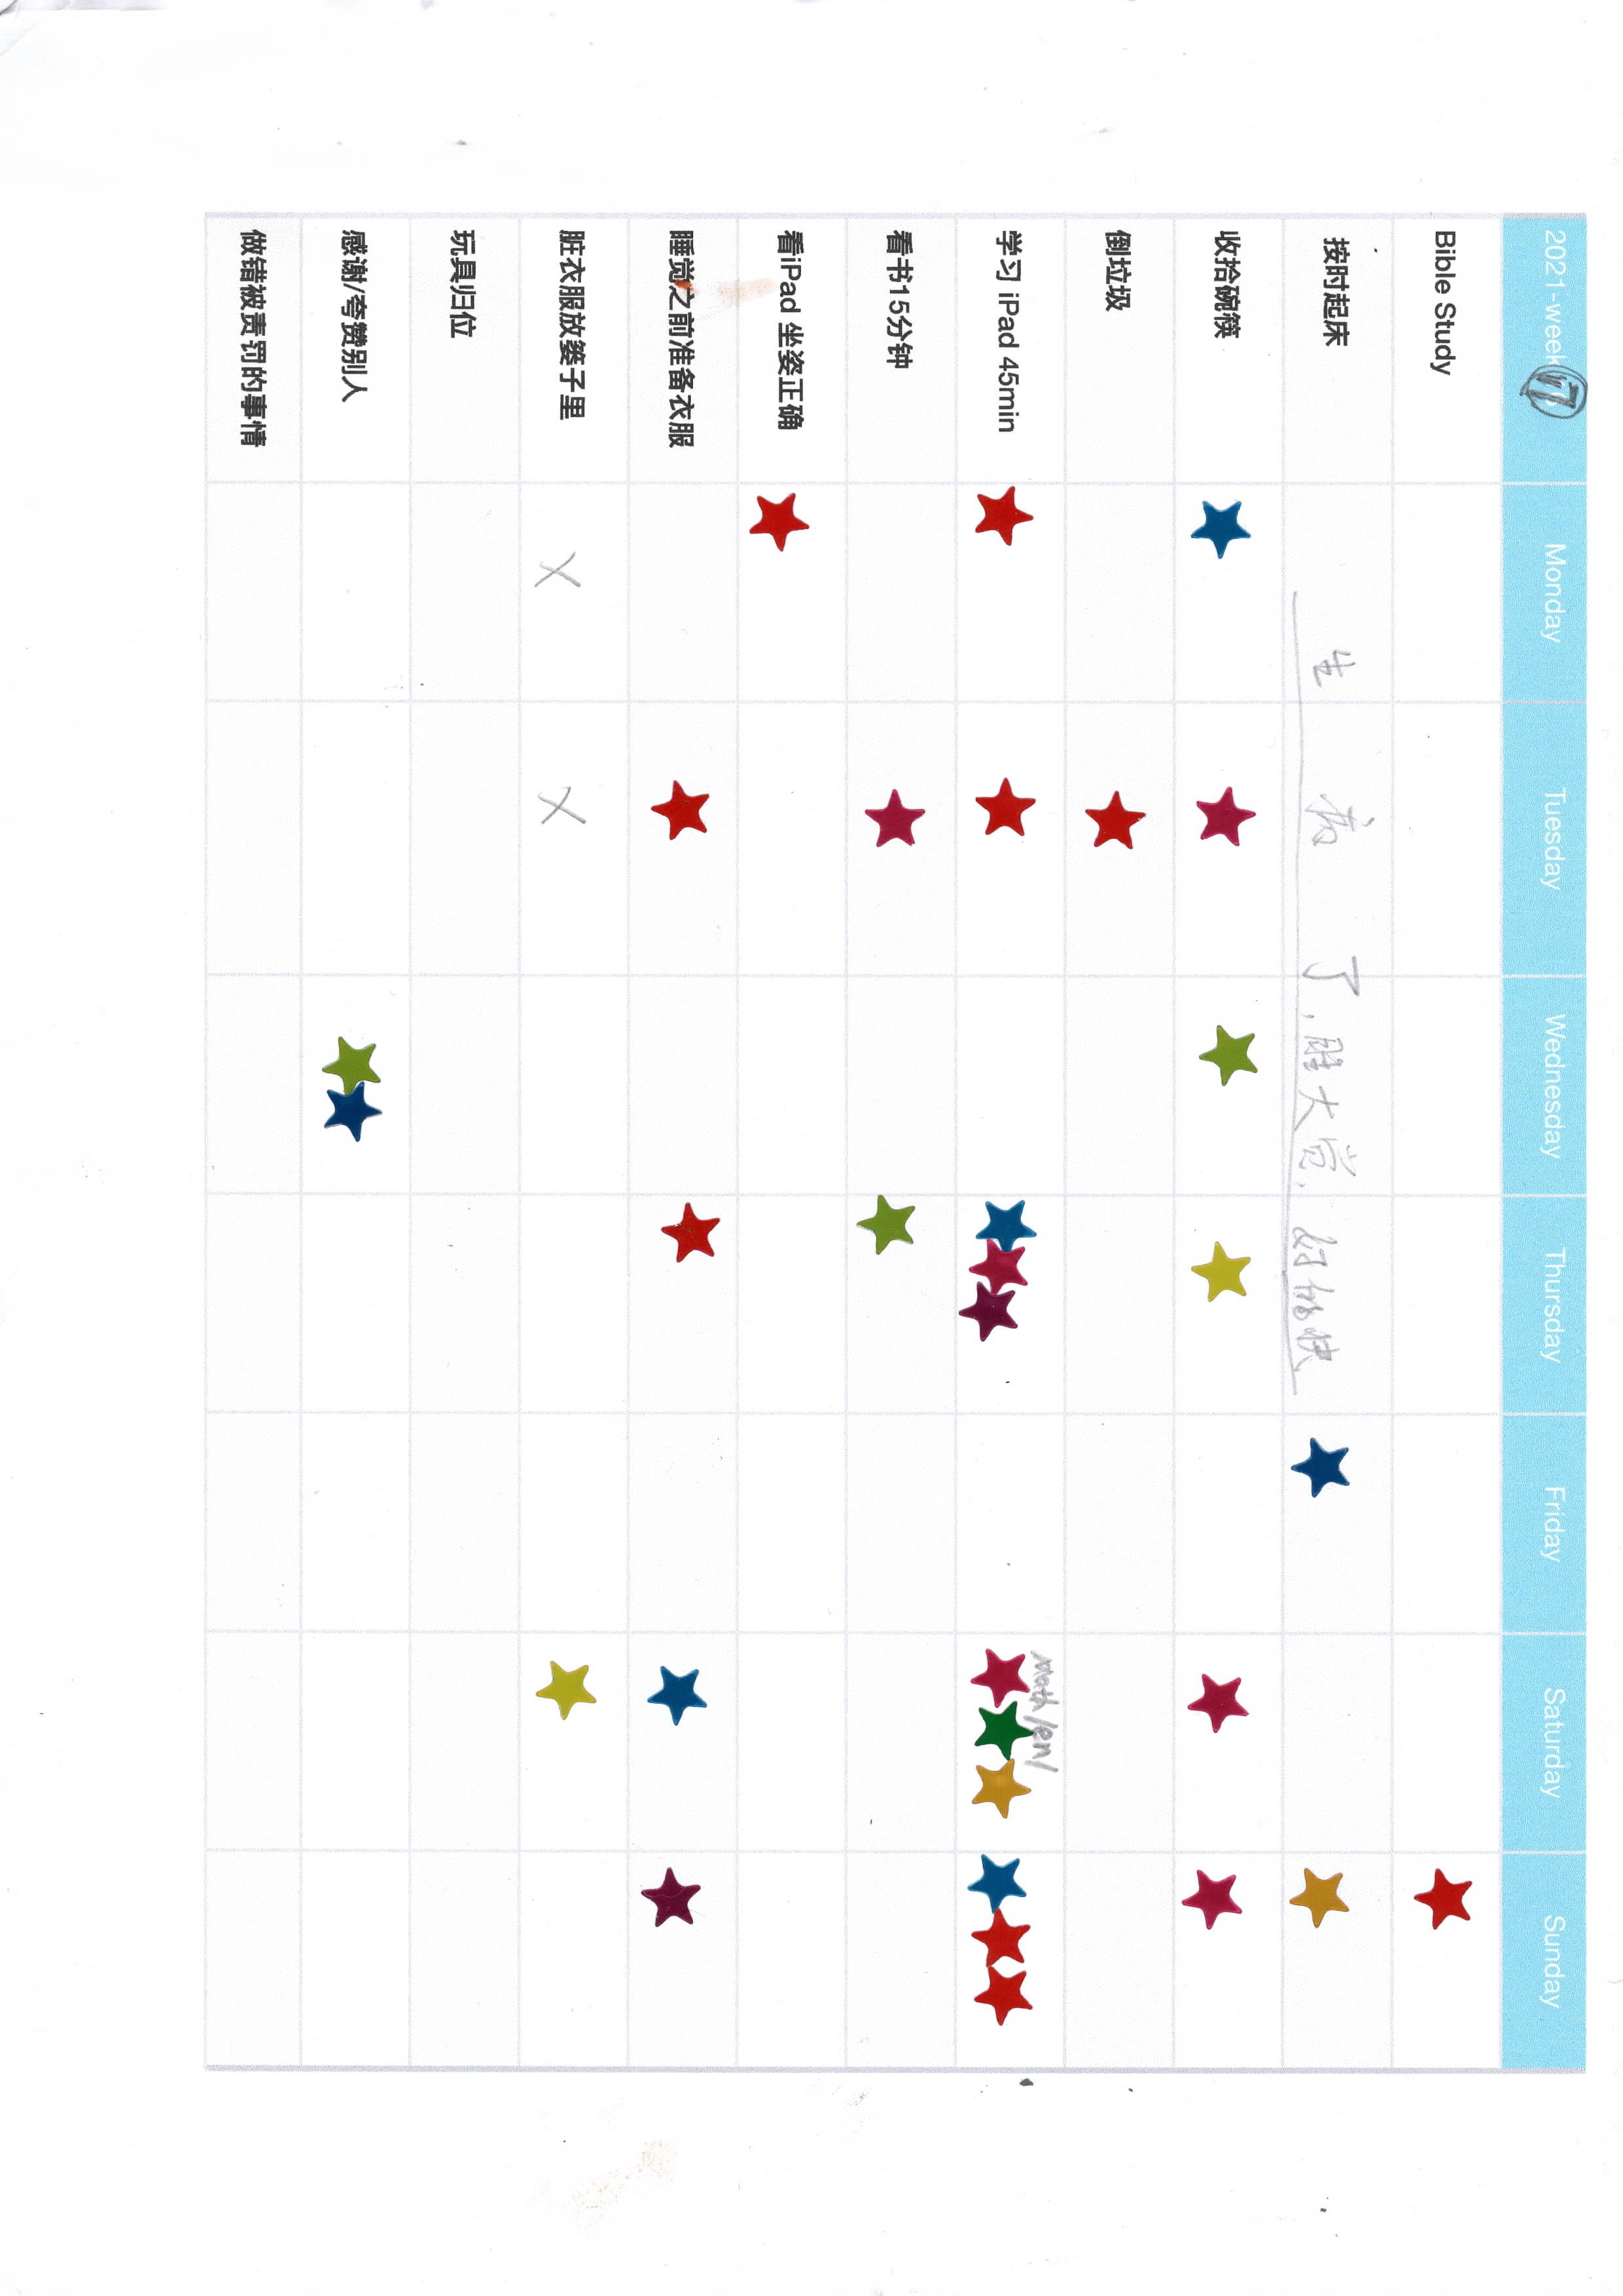 2021-week 17 Monday Tuesday Wednesday Thursday Friday Saturday Sunday
Bible Study
按时起床 生 病 了,睡大觉,好的快
收拾碗筷
倒垃圾
Math/en/
学习 iPad 45min
看书15分钟
看iPad 坐姿正确
睡觉之前准备衣服
脏衣服放篓子里 X X
玩具归位
感谢/夸赞别人
做错被责罚的事情